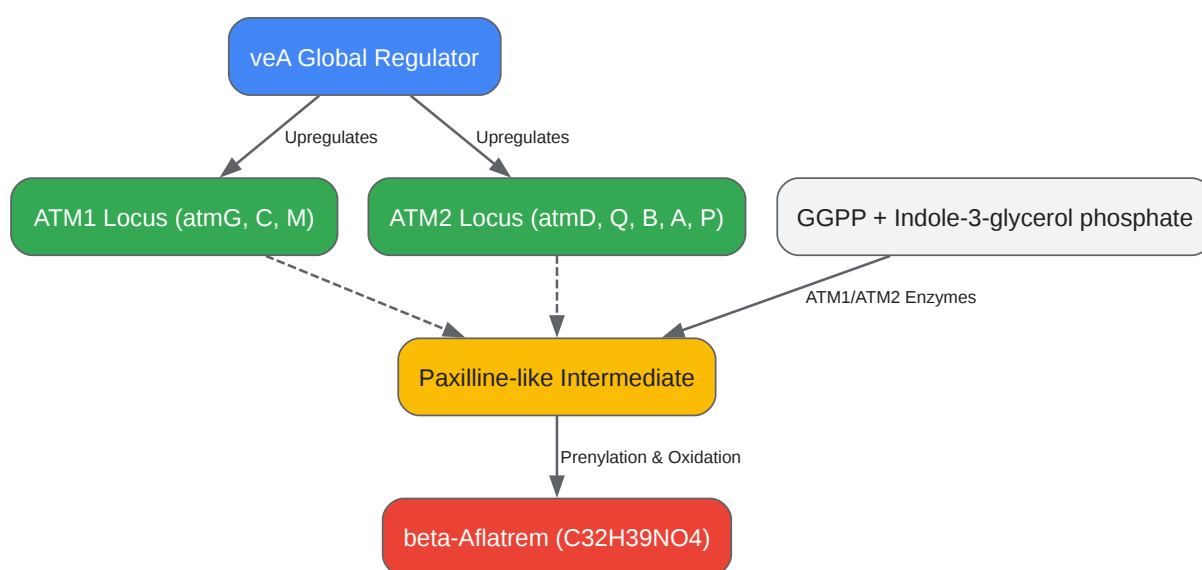 veA Global Regulator
Upregulates
Upregulates
ATM1 Locus (atmG, C, M)
ATM2 Locus (atmD, Q, B, A, P)
GGPP + Indole-3-glycerol phosphate
ATM1/ATM2 Enzymes
Paxilline-like Intermediate
Prenylation & Oxidation
beta-Aflatrem (C32H39NO4)